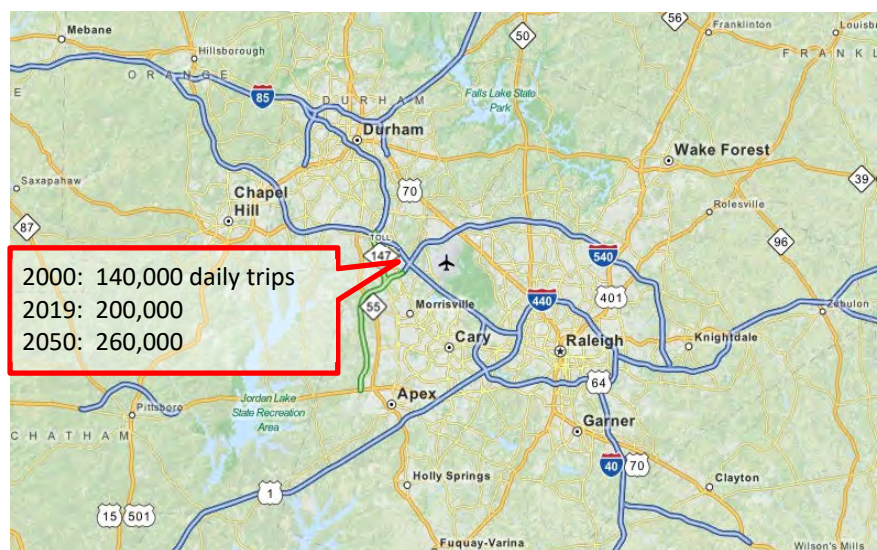 56
Franklinton
Louisbu
Mebane
50
Hillsborough
FRANKL
ORANGE
E
85
DURHAM
Falls Lake State
Park
Durham
Wake Forest
Saxapahaw
70
39
Chapel
Hill
Rolesville
87
TOLL
96
147
540
2000: 140,000 daily trips
2019: 200,000
2050: 260,000
440
401
55
Morrisville
Zebulon
Cary
Raleigh
Knightdale
64
Jordan Lake
State Recreation
Area
Apex
Pittsboro
CHATHAM
Garner
40
70
Holly Springs
Clayton
1
15
501
Fuquay-Varina
Wilson's Mills